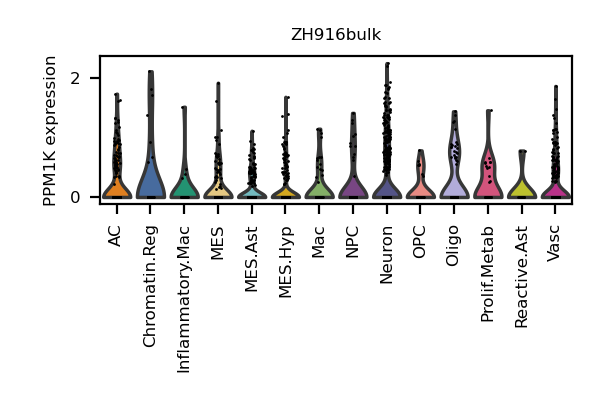 ZH916bulk
PPM1K expression
2
0
AC
Chromatin.Reg
Inflammatory.Mac
MES
MES.Ast
MES.Hyp
Mac
NPC
Neuron
OPC
Oligo
Prolif.Metab
Reactive.Ast
Vasc